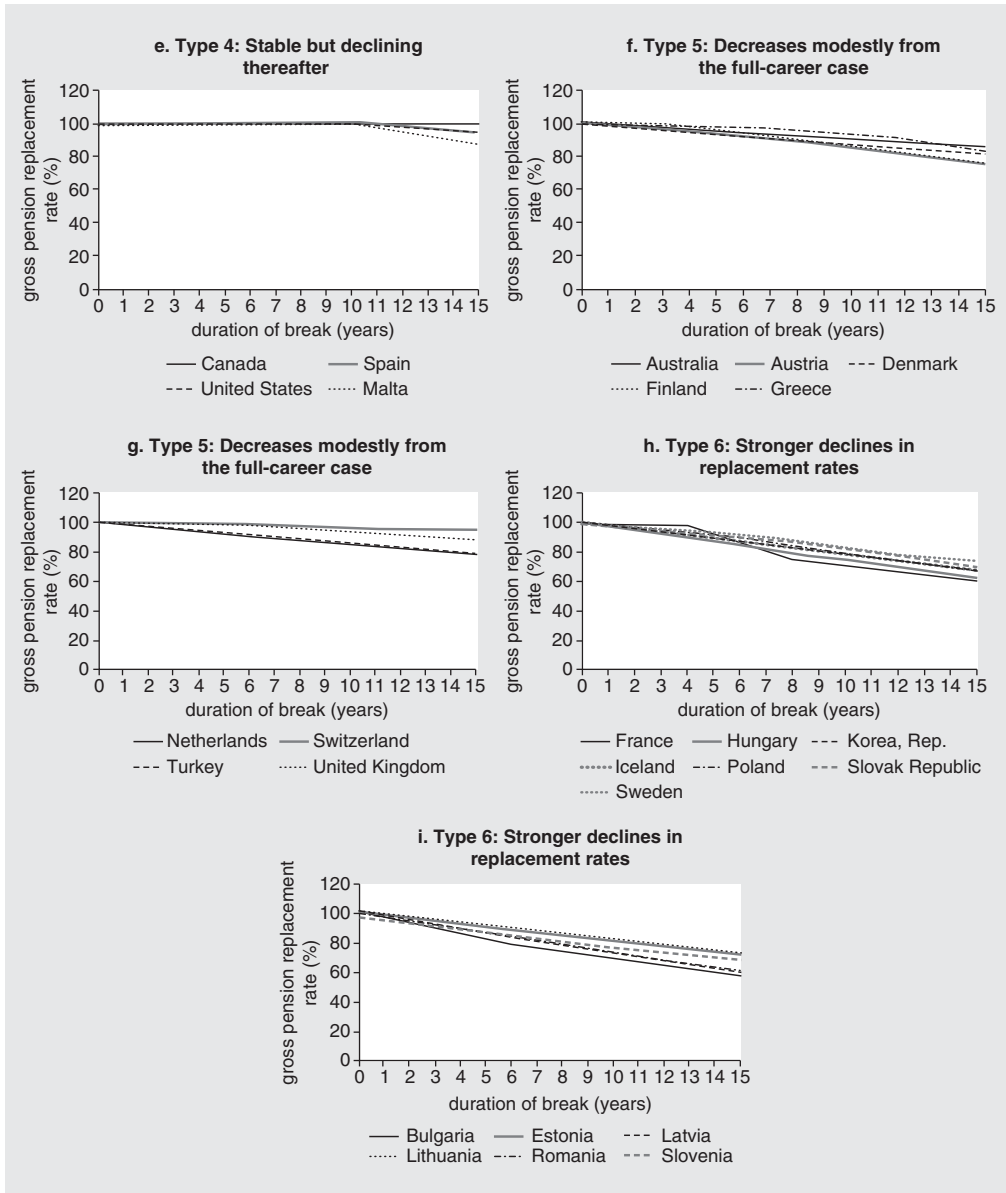 e. Type 4: Stable but declining
thereafter
gross pension replacement
rate (%)
120
100
80
60
40
20
0
0 1 2 3 4 5 6 7 8 9 10 11 12 13 14 15
duration of break (years)
Canada Spain
United States Malta
f. Type 5: Decreases modestly from
the full-career case
gross pension replacement
rate (%)
120
100
80
60
40
20
0
0 1 2 3 4 5 6 7 8 9 10 11 12 13 14 15
duration of break (years)
Australia Austria Denmark
Finland Greece
g. Type 5: Decreases modestly from
the full-career case
gross pension replacement
rate (%)
120
100
80
60
40
20
0
0 1 2 3 4 5 6 7 8 9 10 11 12 13 14 15
duration of break (years)
Netherlands Switzerland
Turkey United Kingdom
h. Type 6: Stronger declines in
replacement rates
gross pension replacement
rate (%)
120
100
80
60
40
20
0
0 1 2 3 4 5 6 7 8 9 10 11 12 13 14 15
duration of break (years)
France Hungary Korea, Rep.
Iceland Poland Slovak Republic
Sweden
i. Type 6: Stronger declines in
replacement rates
gross pension replacement
rate (%)
120
100
80
60
40
20
0
0 1 2 3 4 5 6 7 8 9 10 11 12 13 14 15
duration of break (years)
Bulgaria Estonia Latvia
Lithuania Romania Slovenia